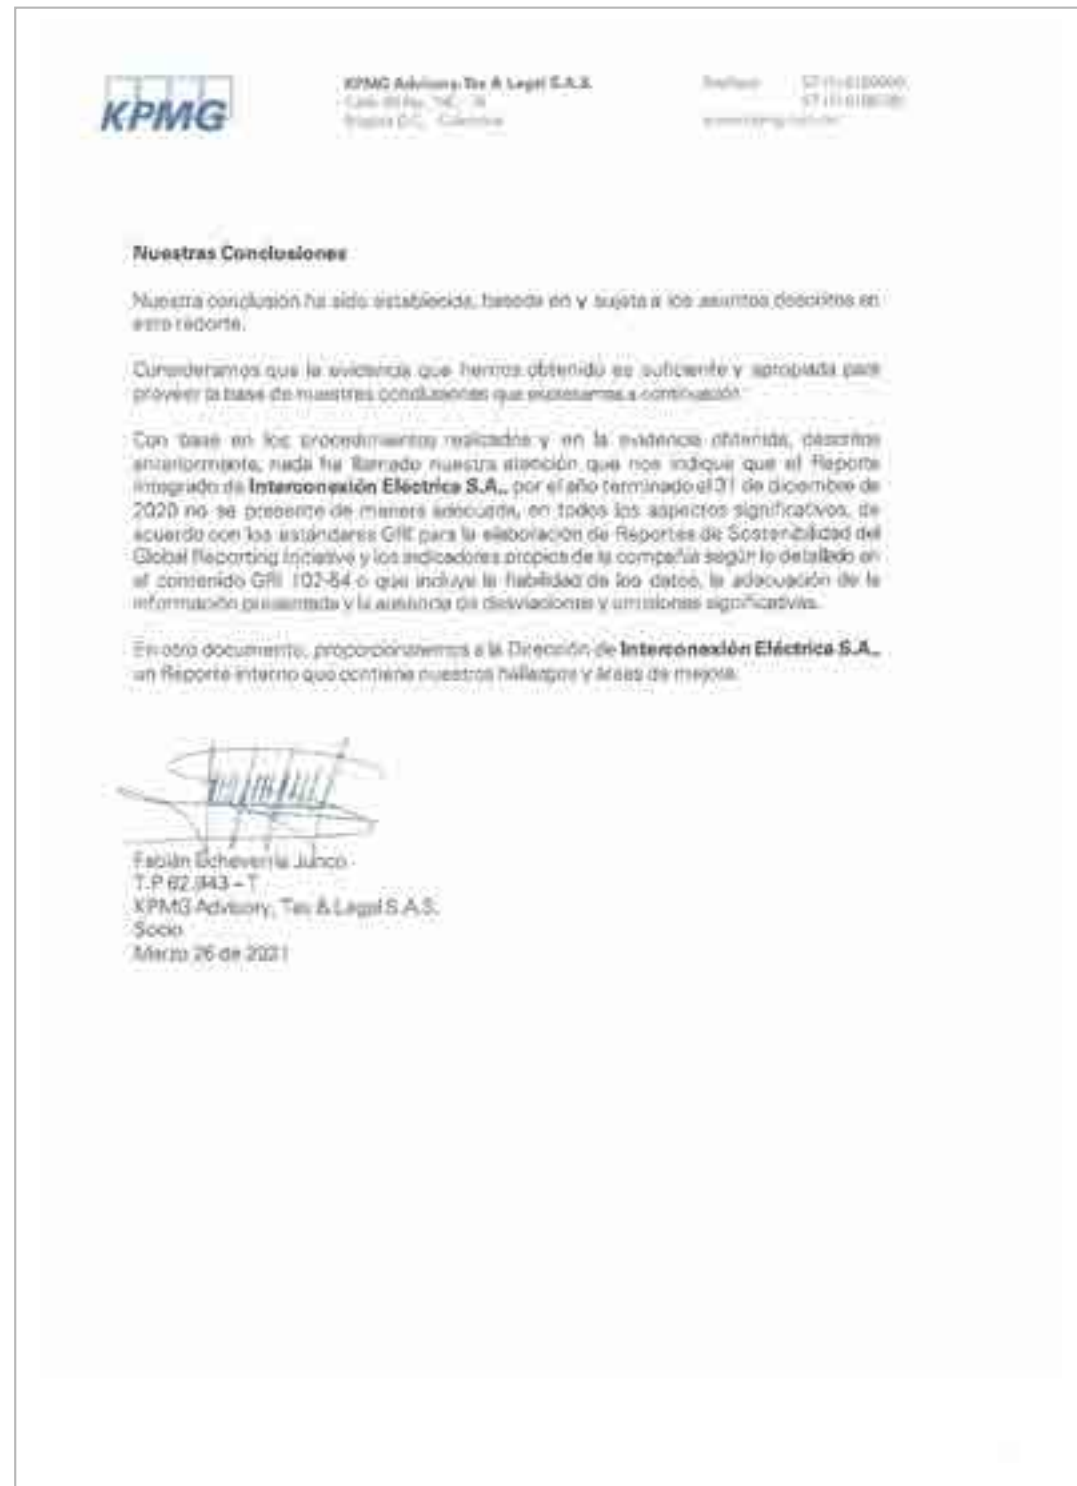 KPMG
KPMG Advisory, Tax & Legal S.A.S.
Nuestras Conclusiones
Nuestra conclusión ha sido establecida, basada en y sujeta a los asuntos descritos en
este reporte.
Consideramos que la evidencia que hemos obtenido es suficiente y apropiada para
proveer la base de nuestras conclusiones que expresamos a continuación.
Con base en los procedimientos realizados y en la evidencia obtenida, descritos
anteriormente, nada ha llamado nuestra atención que nos indique que el Reporte
Integrado de Interconexión Eléctrica S.A., por el año terminado el 31 de diciembre de
2020 no se presente de manera adecuada, en todos los aspectos significativos, de
acuerdo con los estándares GRI para la elaboración de Reportes de Sostenibilidad del
Global Reporting Initiative y los indicadores propios de la compañía según lo detallado en
el contenido GRI 102-54 o que incluye la fiabilidad de los datos, la adecuación de la
información presentada y la ausencia de desviaciones y omisiones significativas.
En otro documento, proporcionaremos a la Dirección de Interconexión Eléctrica S.A.,
un Reporte interno que contiene nuestros hallazgos y áreas de mejora.
Fabián Echeverría Junco
T.P 62.943 – T
KPMG Advisory, Tax & Legal S.A.S.
Socio
Marzo 26 de 2021